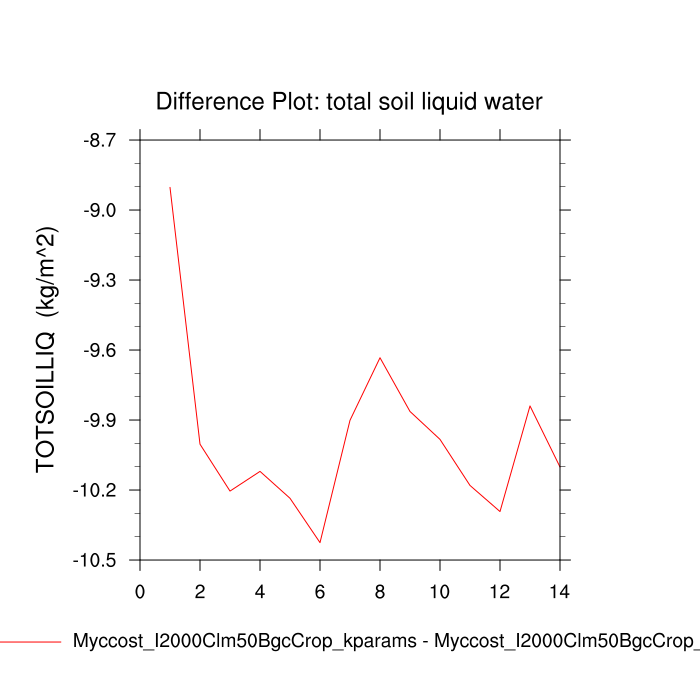 Difference Plot: total soil liquid water
TOTSOILLIQ (kg/m^2)
-8.7
-9.0
-9.3
-9.6
-9.9
-10.2
-10.5
0 2 4 6 8 10 12 14
Myccost_I2000Clm50BgcCrop_kparams - Myccost_I2000Clm50BgcCrop_